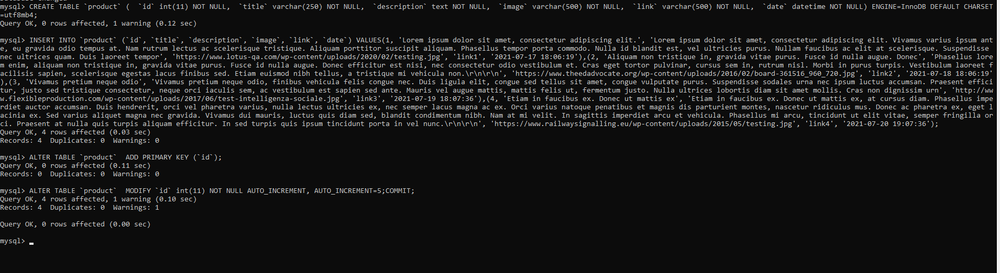 mysql> CREATE TABLE `product` (  `id` int(11) NOT NULL,  `title` varchar(250) NOT NULL,  `description` text NOT NULL,  `image` varchar(500) NOT NULL,  `link` varchar(500) NOT NULL,  `date` datetime NOT NULL) ENGINE=InnoDB DEFAULT CHARSET
=utf8mb4;
Query OK, 0 rows affected, 1 warning (0.12 sec)
mysql> INSERT INTO `product` (`id`, `title`, `description`, `image`, `link`, `date`) VALUES(1, 'Lorem ipsum dolor sit amet, consectetur adipiscing elit.', 'Lorem ipsum dolor sit amet, consectetur adipiscing elit. Vivamus varius ipsum ant
e, eu gravida odio tempus at. Nam rutrum lectus ac scelerisque tristique. Aliquam porttitor suscipit aliquam. Phasellus tempor porta commodo. Nulla id blandit est, vel ultricies purus. Nullam faucibus ac elit at scelerisque. Suspendisse
nec ultrices quam. Duis laoreet tempor', 'https://www.lotus-qa.com/wp-content/uploads/2020/02/testing.jpg', 'link1', '2021-07-17 18:06:19'),(2, 'Aliquam non tristique in, gravida vitae purus. Fusce id nulla augue. Donec', 'Phasellus lore
m enim, aliquam non tristique in, gravida vitae purus. Fusce id nulla augue. Donec efficitur est nisi, nec consectetur odio vestibulum et. Cras eget tortor pulvinar, cursus sem in, rutrum nisl. Morbi in purus turpis. Vestibulum laoreet f
acilisis sapien, scelerisque egestas lacus finibus sed. Etiam euismod nibh tellus, a tristique mi vehicula non.\r\n\r\n', 'https://www.theedadvocate.org/wp-content/uploads/2016/02/board-361516_960_720.jpg', 'link2', '2021-07-18 18:06:19'
),(3, 'Vivamus pretium neque odio', 'Vivamus pretium neque odio, finibus vehicula felis congue nec. Duis ligula elit, congue sed tellus sit amet, congue vulputate purus. Suspendisse sodales urna nec ipsum luctus accumsan. Praesent effici
tur, justo sed tristique consectetur, neque orci iaculis sem, ac vestibulum est sapien sed ante. Mauris vel augue mattis, mattis felis ut, fermentum justo. Nulla ultrices lobortis diam sit amet mollis. Cras non dignissim urn', 'http://ww
w.flexibleproduction.com/wp-content/uploads/2017/06/test-intelligenza-sociale.jpg', 'link3', '2021-07-19 18:07:36'),(4, 'Etiam in faucibus ex. Donec ut mattis ex', 'Etiam in faucibus ex. Donec ut mattis ex, at cursus diam. Phasellus impe
rdiet auctor accumsan. Duis hendrerit, orci vel pharetra varius, nulla lectus ultricies ex, nec semper lacus magna ac ex. Orci varius natoque penatibus et magnis dis parturient montes, nascetur ridiculus mus. Donec ac pharetra ex, eget l
acinia ex. Sed varius aliquet magna nec gravida. Vivamus dui mauris, luctus quis diam sed, blandit condimentum nibh. Nam at mi velit. In sagittis imperdiet arcu et vehicula. Phasellus mi arcu, tincidunt ut elit vitae, semper fringilla or
ci. Praesent at nulla quis turpis aliquam efficitur. In sed turpis quis ipsum tincidunt porta in vel nunc.\r\n\r\n', 'https://www.railwaysignalling.eu/wp-content/uploads/2015/05/testing.jpg', 'link4', '2021-07-20 19:07:36');
Query OK, 4 rows affected (0.03 sec)
Records: 4  Duplicates: 0  Warnings: 0
mysql> ALTER TABLE `product`  ADD PRIMARY KEY (`id`);
Query OK, 0 rows affected (0.11 sec)
Records: 0  Duplicates: 0  Warnings: 0
mysql> ALTER TABLE `product`  MODIFY `id` int(11) NOT NULL AUTO_INCREMENT, AUTO_INCREMENT=5;COMMIT;
Query OK, 4 rows affected, 1 warning (0.10 sec)
Records: 4  Duplicates: 0  Warnings: 1
Query OK, 0 rows affected (0.00 sec)
mysql>